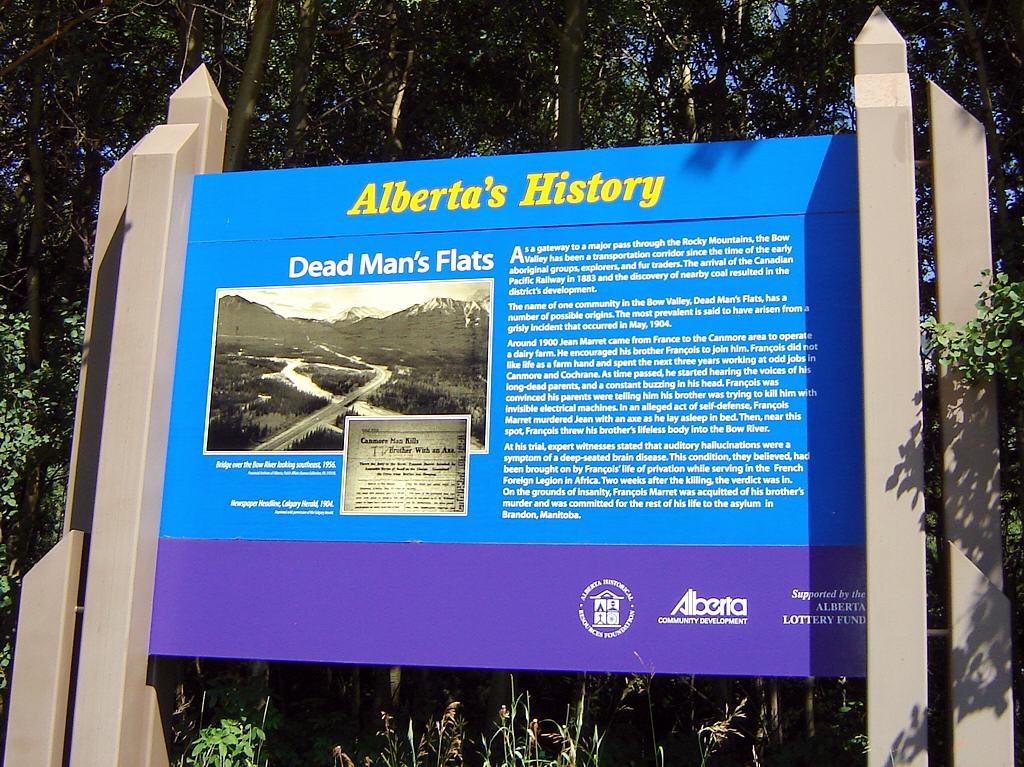 Alberta's History
Dead Man's Flats
As a gateway to a major pass through the Rocky Mountains, the Bow
Valley has been a transportation corridor since the time of the early
aboriginal groups, explorers, and fur traders. The arrival of the Canadian
Pacific Railway in 1883 and the discovery of nearby coal resulted in the
district's development.
The name of one community in the Bow Valley, Dead Man's Flats, has a
number of possible origins. The most prevalent is said to have arisen from a
grisly incident that occurred in May, 1904.
Around 1900 Jean Marret came from France to the Canmore area to operate
a dairy farm. He encouraged his brother François to join him. François did not
like life as a farm hand and spent the next three years working at odd jobs in
Canmore and Cochrane. As time passed, he started hearing the voices of his
long-dead parents, and a constant buzzing in his head. François was
convinced his parents were telling him his brother was trying to kill him with
invisible electrical machines. In an alleged act of self-defense, François
Marret murdered Jean with an axe as he lay asleep in bed. Then, near this
spot, François threw his brother's lifeless body into the Bow River.
At his trial, expert witnesses stated that auditory hallucinations were a
symptom of a deep-seated brain disease. This condition, they believed, had
been brought on by François' life of privation while serving in the French
Foreign Legion in Africa. Two weeks after the killing, the verdict was in.
On the grounds of insanity, François Marret was acquitted of his brother's
murder and was committed for the rest of his life to the asylum in
Brandon, Manitoba.
Canmore Man Kills
Brother With an Axe
Bridge over the Bow River looking southeast, 1956.
Newspaper Headline, Calgary Herald, 1904.
ALBERTA HISTORICAL
RESOURCES FOUNDATION
Alberta
COMMUNITY DEVELOPMENT
Supported by the
ALBERTA
LOTTERY FUND